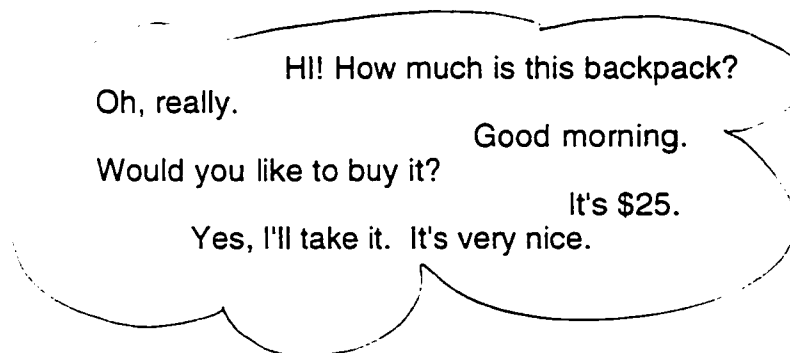 HI! How much is this backpack?
Oh, really.
Good morning.
Would you like to buy it?
It's $25.
Yes, I'll take it. It's very nice.